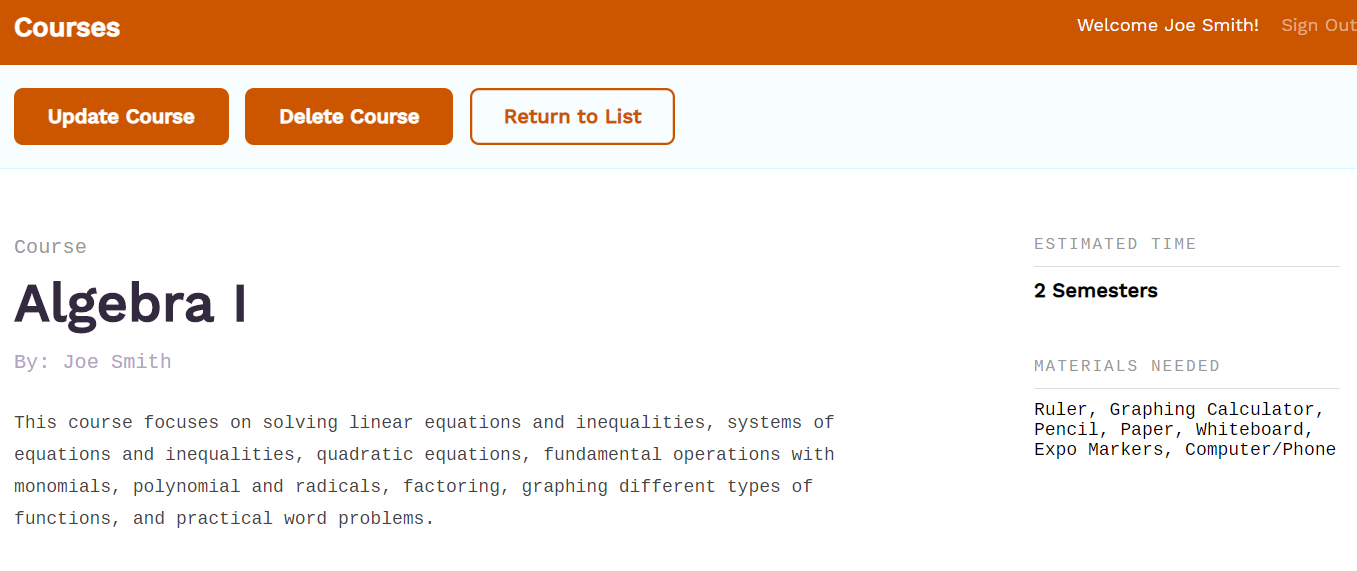 Courses
Welcome Joe Smith! Sign Out
Update Course Delete Course Return to List
Course
Algebra I
By: Joe Smith
This course focuses on solving linear equations and inequalities, systems of
equations and inequalities, quadratic equations, fundamental operations with
monomials, polynomial and radicals, factoring, graphing different types of
functions, and practical word problems.
ESTIMATED TIME
2 Semesters
MATERIALS NEEDED
Ruler, Graphing Calculator,
Pencil, Paper, Whiteboard,
Expo Markers, Computer/Phone